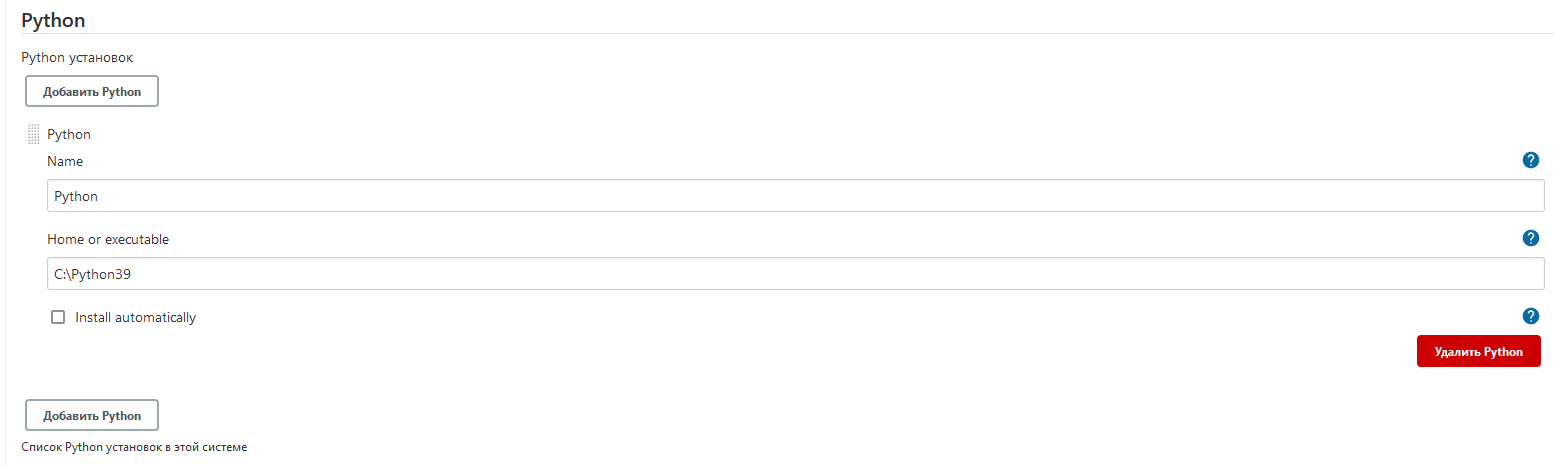 Python
Python установок
Добавить Python
Python
Name
?
Python
Home or executable
?
C:\Python39
Install automatically
?
Удалить Python
Добавить Python
Список Python установок в этой системе